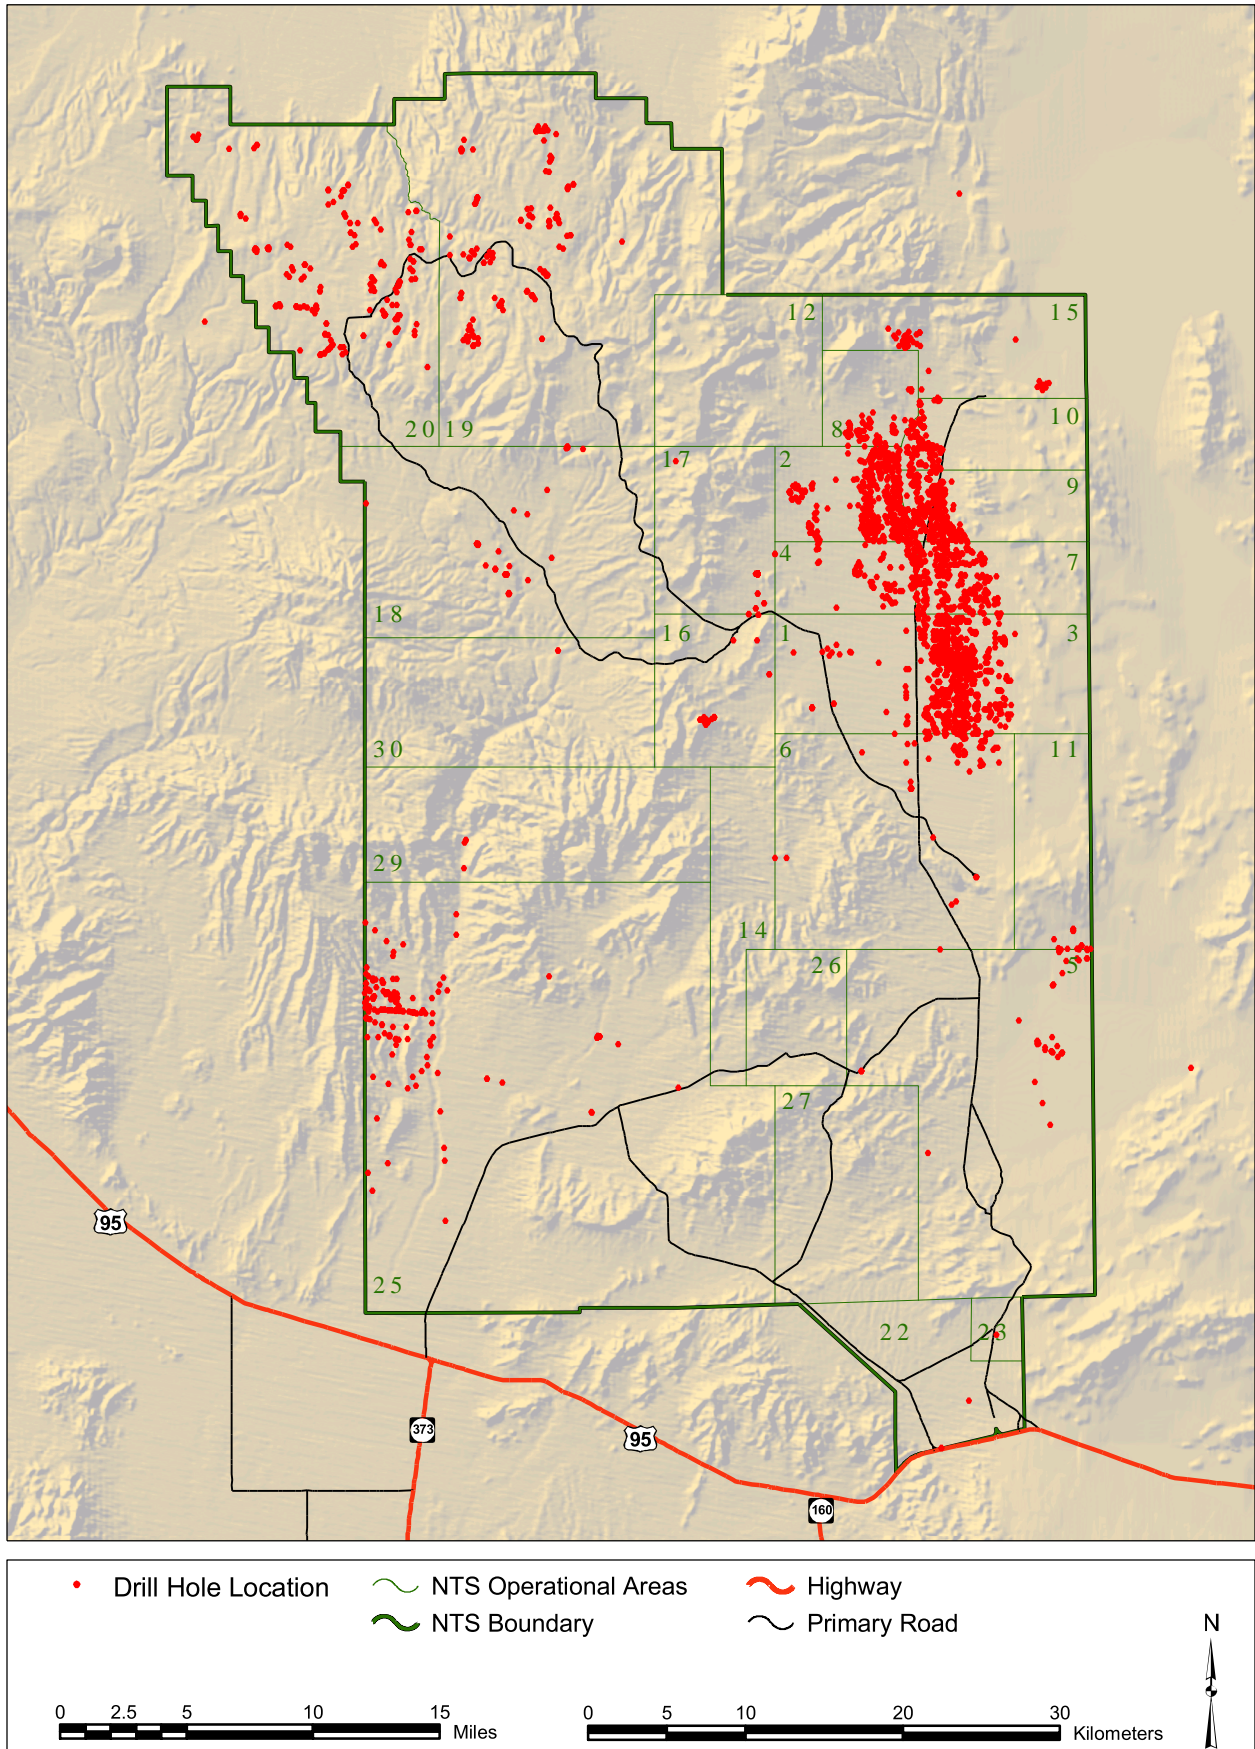 12
15
10
20 19
8
17
2
9
4
7
18
16
1
3
30
6
11
29
14
26
5
27
95
25
22
23
373
95
160
Drill Hole Location
NTS Operational Areas
Highway
NTS Boundary
Primary Road
N
0 2.5 5 10 15
Miles
0 5 10 20 30
Kilometers